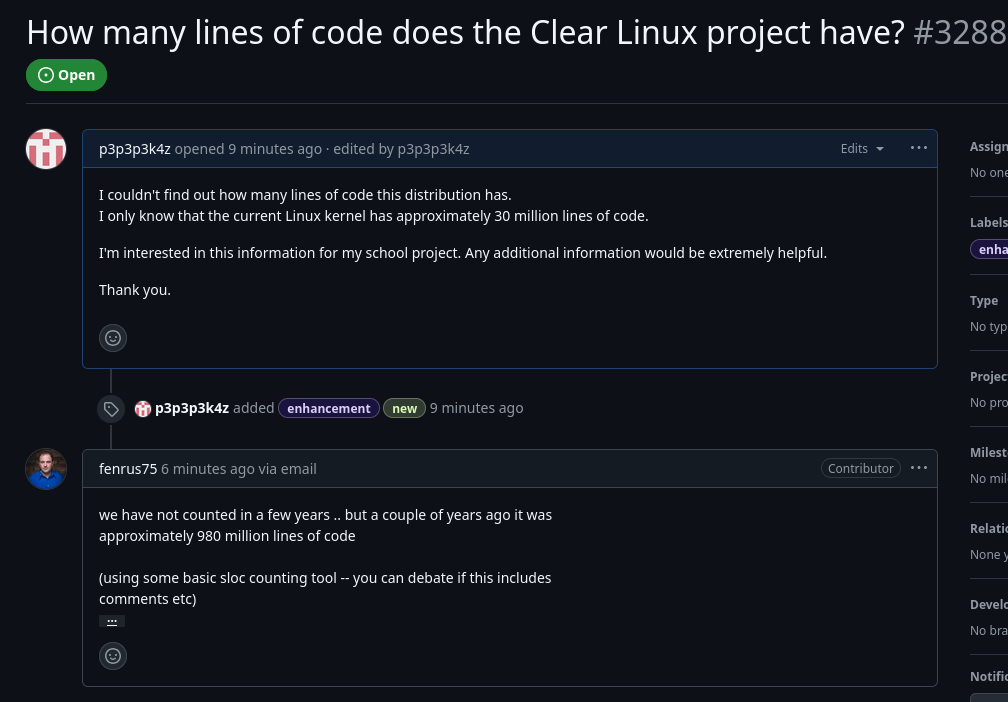 How many lines of code does the Clear Linux project have? #3288
Open
p3p3p3k4z opened 9 minutes ago · edited by p3p3p3k4z
Edits
I couldn't find out how many lines of code this distribution has.
I only know that the current Linux kernel has approximately 30 million lines of code.
I'm interested in this information for my school project. Any additional information would be extremely helpful.
Thank you.
p3p3p3k4z added enhancement new 9 minutes ago
fenrus75 6 minutes ago via email
Contributor
we have not counted in a few years .. but a couple of years ago it was
approximately 980 million lines of code
(using some basic sloc counting tool -- you can debate if this includes
comments etc)
...
Assign
No one
Labels
enha
Type
No typ
Projec
No pro
Milest
No mil
Relatio
None y
Develo
No bra
Notific